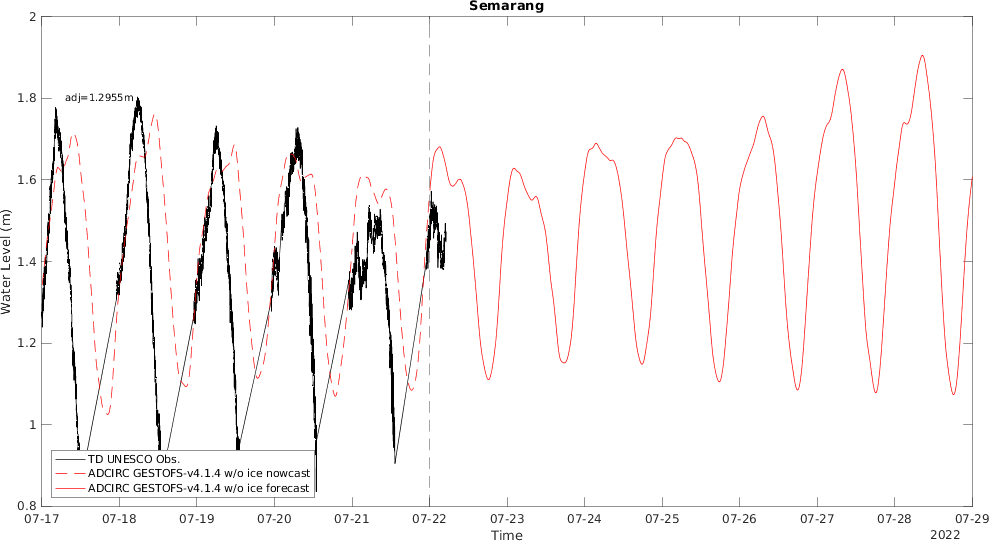 Semarang
2
1.8
1.6
1.4
1.2
1
0.8
Water Level (m)
adj=1.2955m
TD UNESCO Obs.
ADCIRC GESTOFS-v4.1.4 w/o ice nowcast
ADCIRC GESTOFS-v4.1.4 w/o ice forecast
07-17 07-18 07-19 07-20 07-21 07-22 07-23 07-24 07-25 07-26 07-27 07-28 07-29
Time
2022